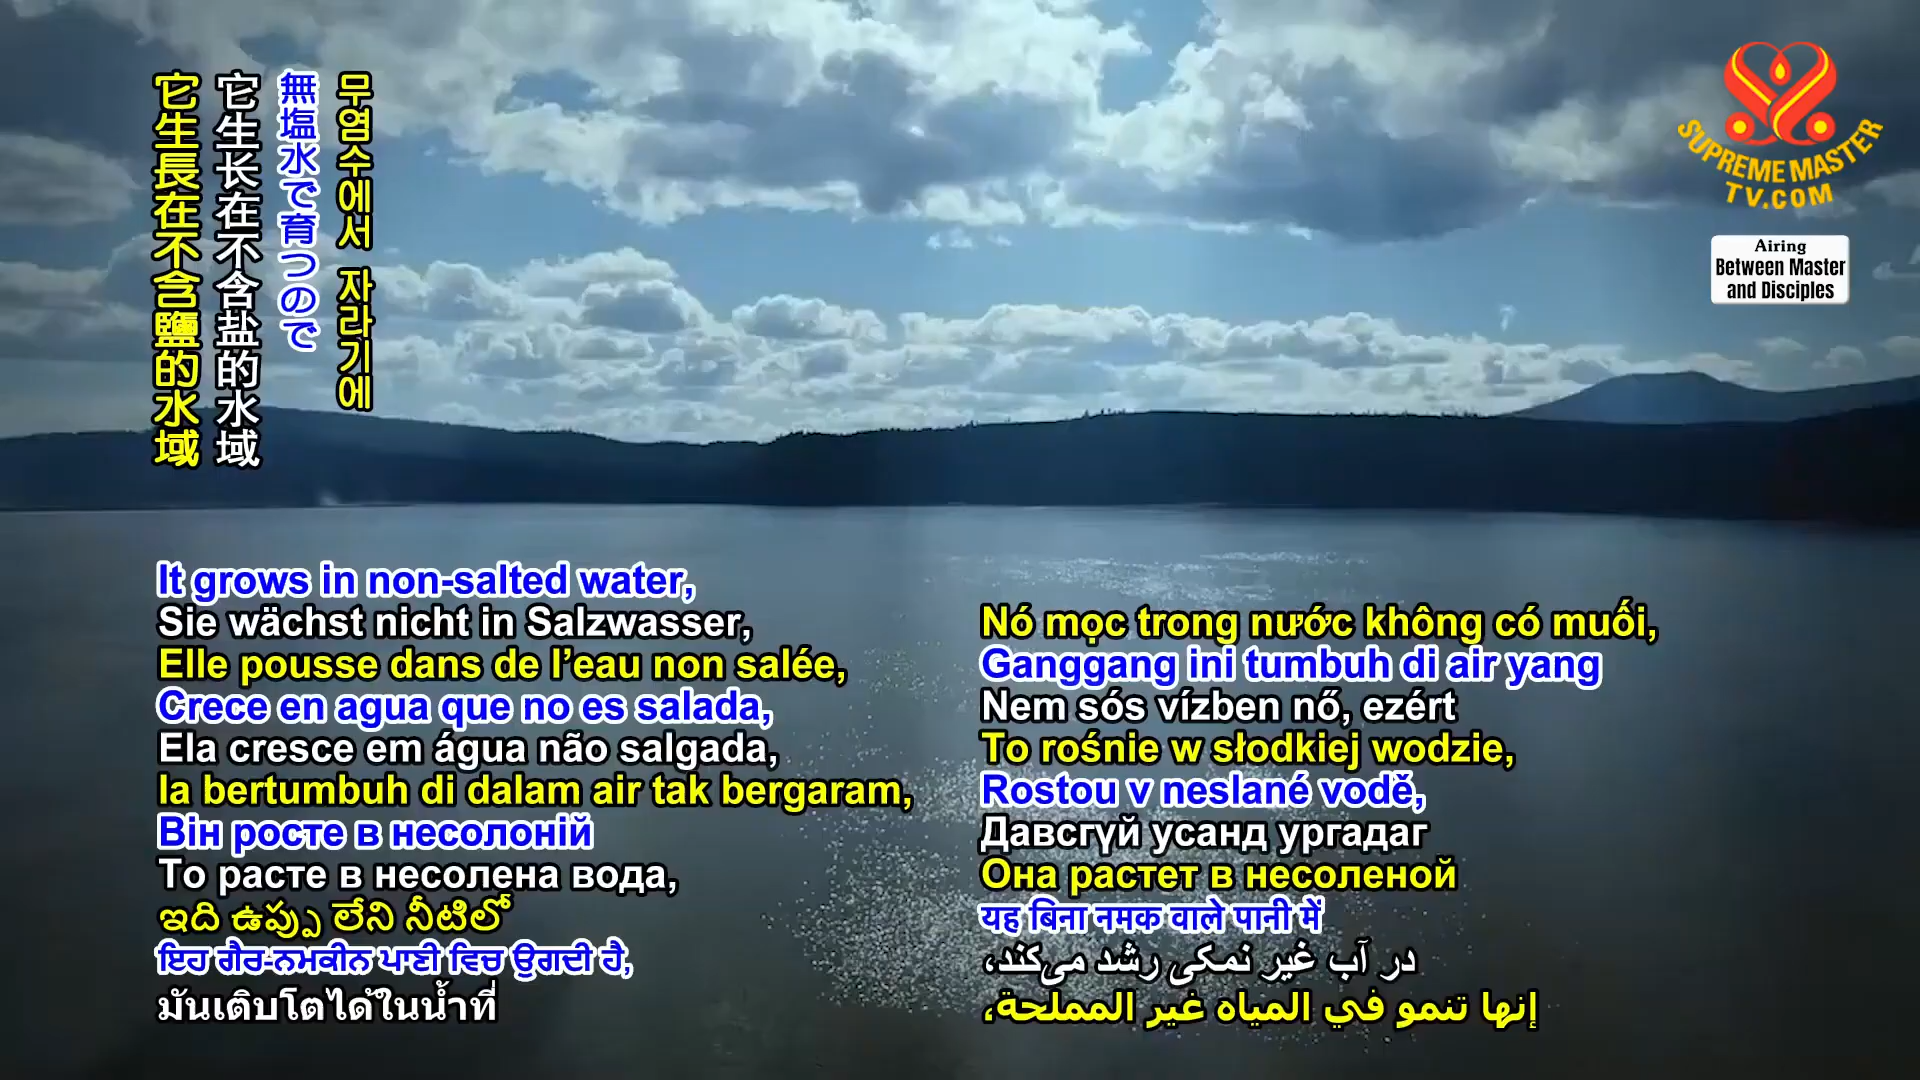 它生長在不含鹽的水域
它生长在不含盐的水域
無塩水で育つので
무염수에서 자라기에
SUPREME MASTER
TV.COM
Airing
Between Master
and Disciples
It grows in non-salted water,
Sie wächst nicht in Salzwasser,
Elle pousse dans de l’eau non salée,
Crece en agua que no es salada,
Ela cresce em água não salgada,
Ia bertumbuh di dalam air tak bergaram,
Він росте в несолоній
То расте в несолена вода,
ఇది ఉప్పు లేని నీటిలో
ਇਹ ਗੈਰ-ਨਮਕੀਨ ਪਾਣੀ ਵਿਚ ਉਗਦੀ ਹੈ,
มันเติบโตได้ในน้ำที่
Nó mọc trong nước không có muối,
Ganggang ini tumbuh di air yang
Nem sós vízben nő, ezért
To rośnie w słodkiej wodzie,
Rostou v neslané vodě,
Давсгүй усанд ургадаг
Она растет в несоленой
यह बिना नमक वाले पानी में
در آب غیر نمکی رشد می‌کند،
إنها تنمو في المياه غير المملحة،